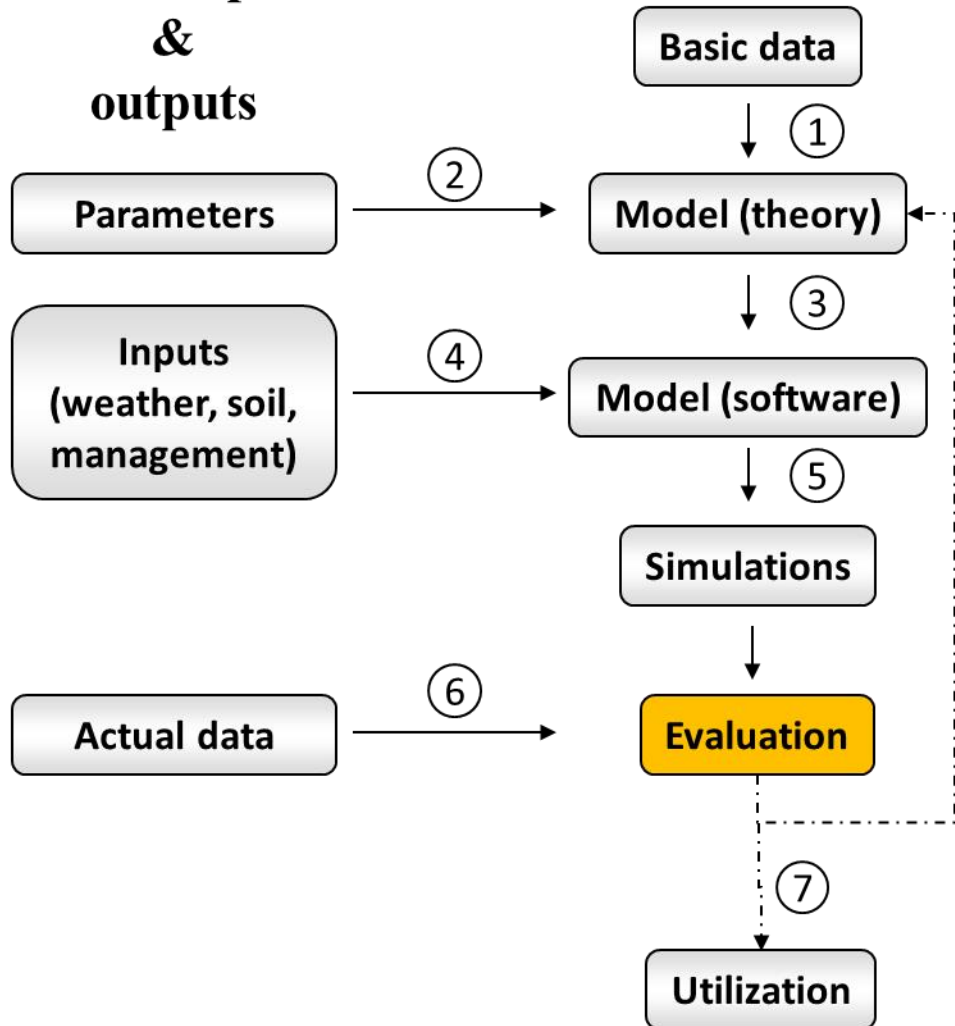 &
outputs
Basic data
①
②
Parameters
Model (theory)
③
Inputs
(weather, soil,
management)
④
Model (software)
⑤
Simulations
⑥
Actual data
Evaluation
⑦
Utilization